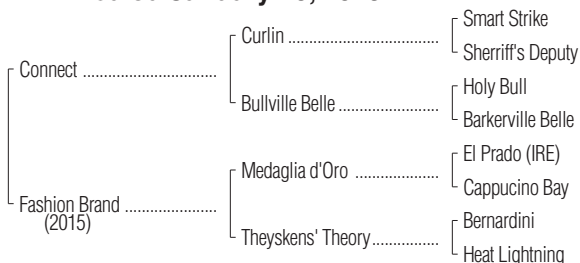 Smart Strike
Curlin
Sherriff's Deputy
Connect
Holy Bull
Bullville Belle
Barkerville Belle
El Prado (IRE)
Medaglia d'Oro
Cappucino Bay
Fashion Brand
(2015)
Bernardini
Theyskens' Theory
Heat Lightning